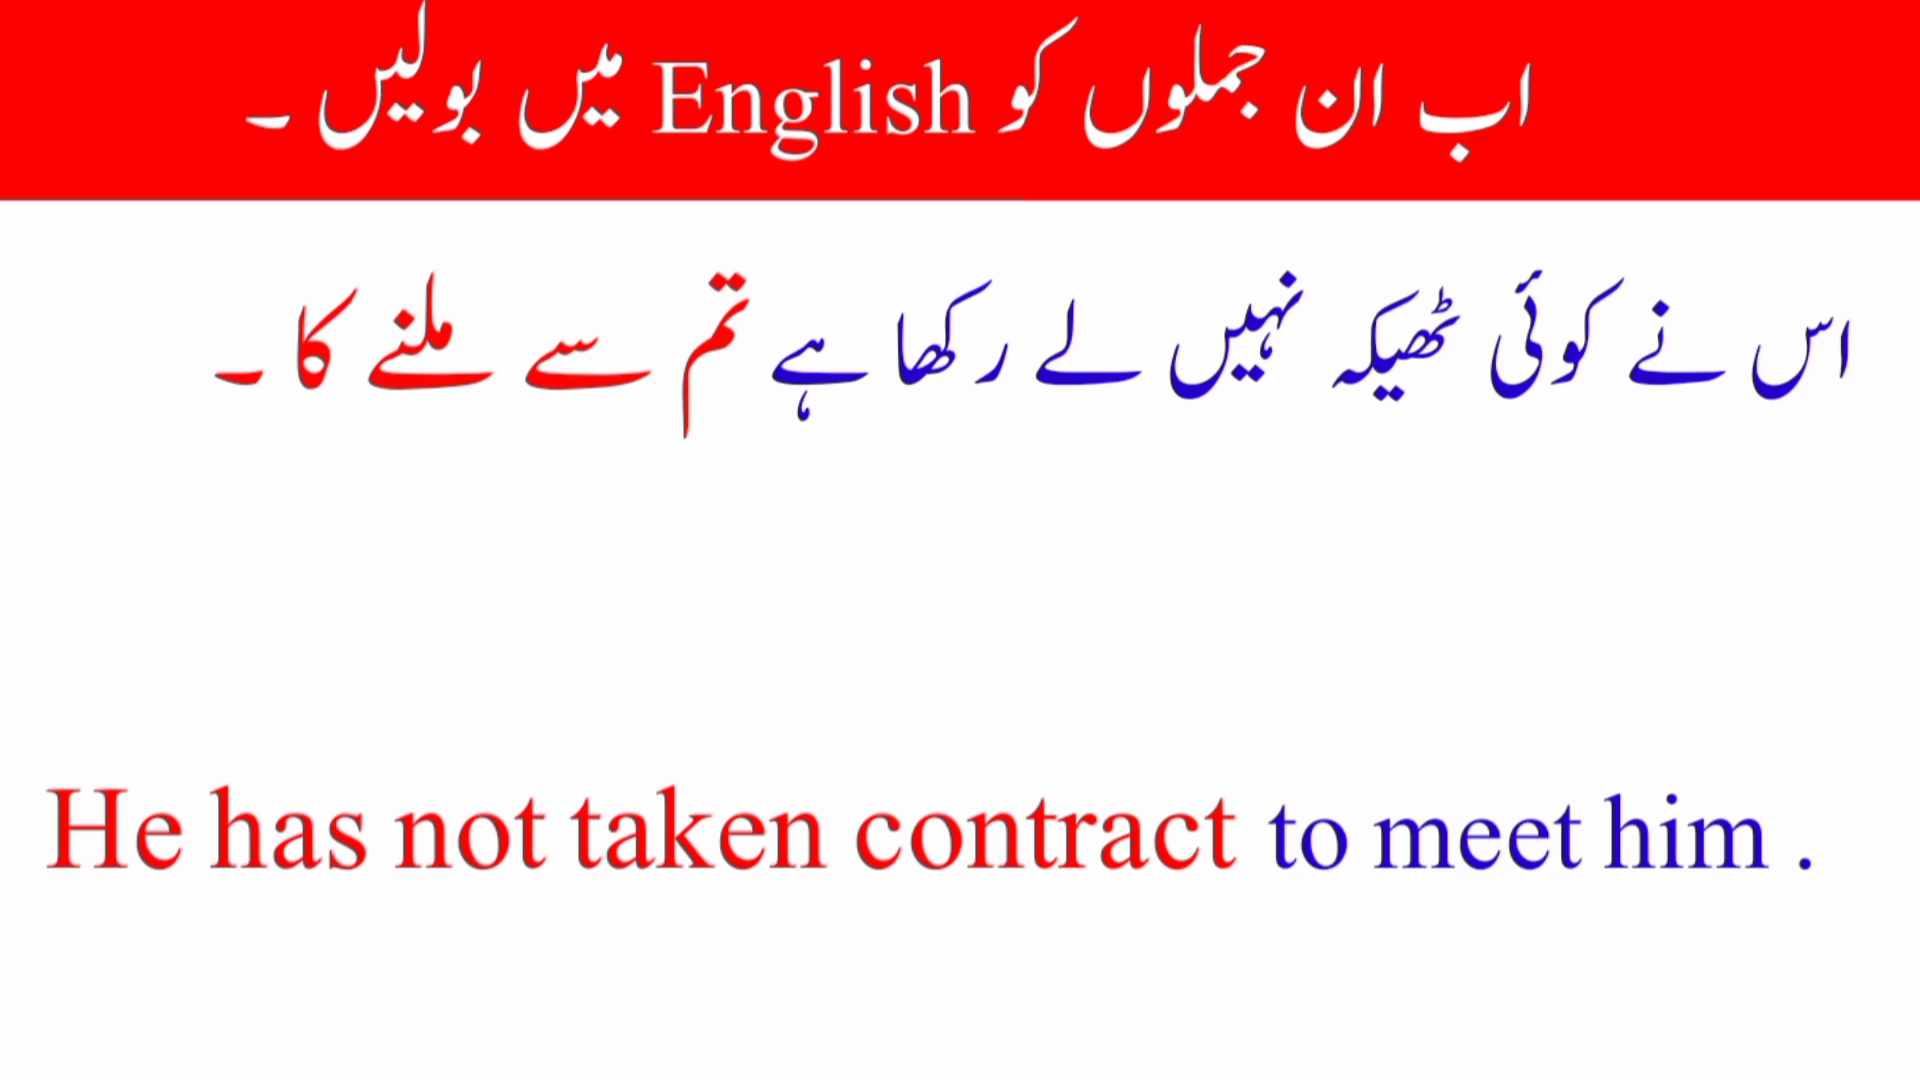 اب ان جملوں کو English میں بولیں ۔
اس نے کوئی ٹھیکہ نہیں لے رکھا ہے تم سے ملنے کا ۔
He has not taken contract to meet him .